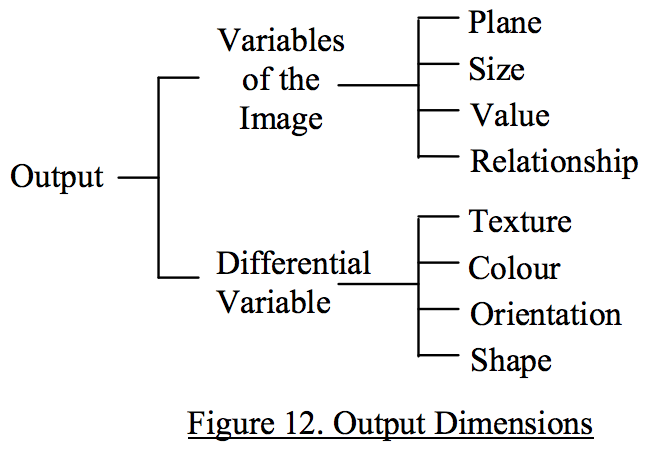 Output
Variables
of the
Image
Plane
Size
Value
Relationship
Differential
Variable
Texture
Colour
Orientation
Shape
Figure 12. Output Dimensions